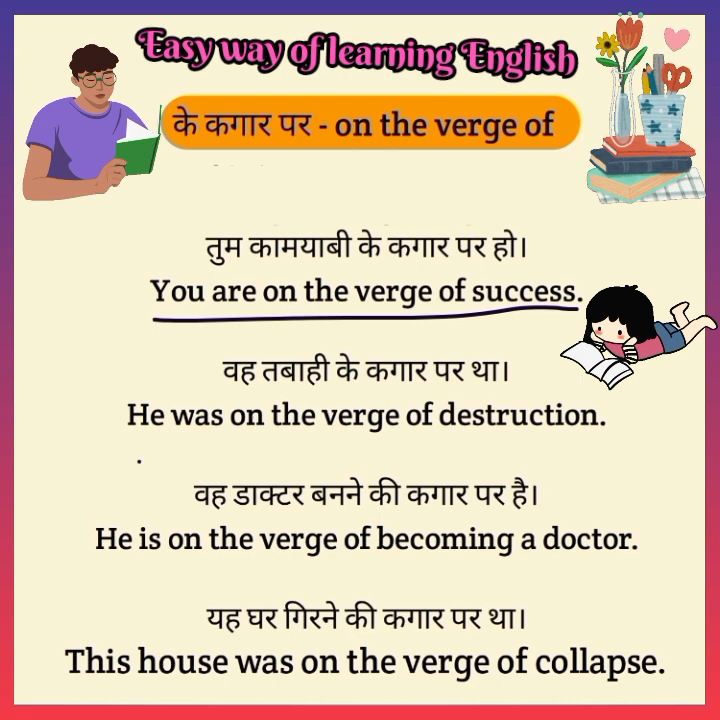 Easy way of learning English
के कगार पर - on the verge of
तुम कामयाबी के कगार पर हो।
You are on the verge of success.
वह तबाही के कगार पर था।
He was on the verge of destruction.
वह डाक्टर बनने की कगार पर है।
He is on the verge of becoming a doctor.
यह घर गिरने की कगार पर था।
This house was on the verge of collapse.